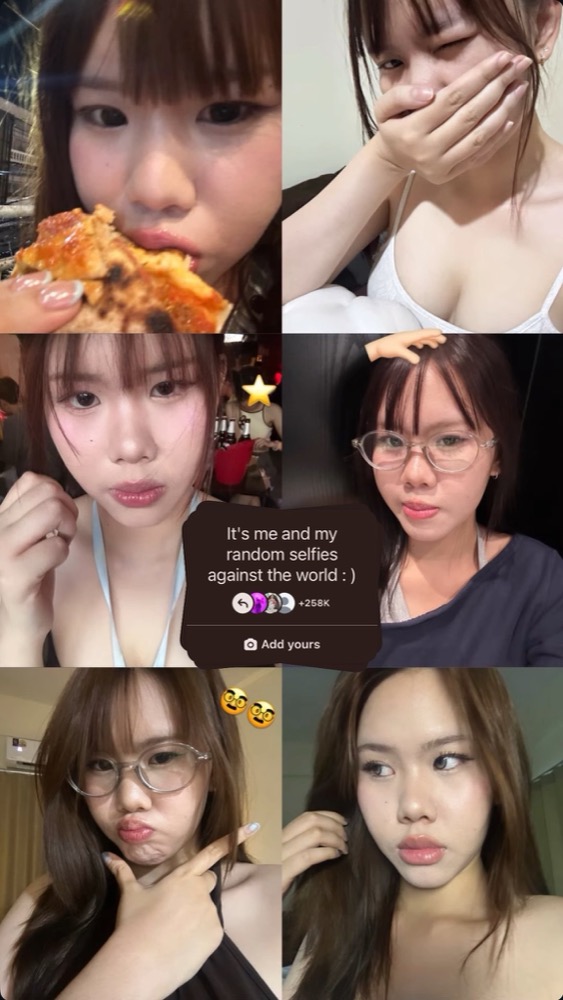 It's me and my
random selfies
against the world : )
+258K
Add yours